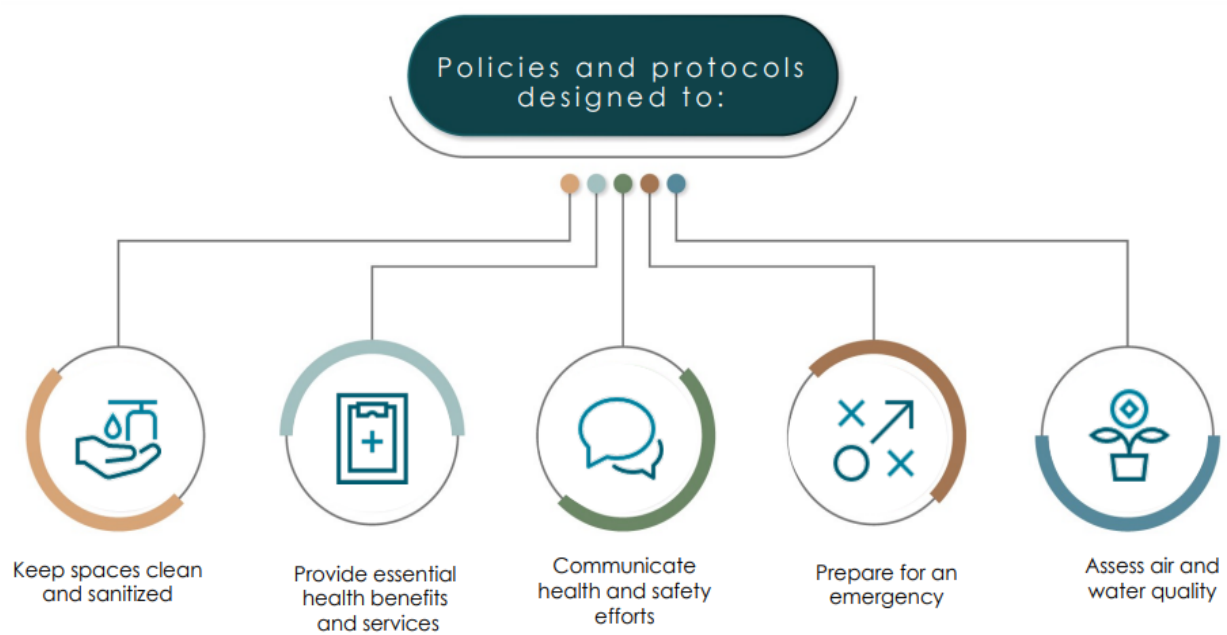 Policies and protocols
designed to:
Keep spaces clean
and sanitized
Provide essential
health benefits
and services
Communicate
health and safety
efforts
Prepare for an
emergency
Assess air and
water quality